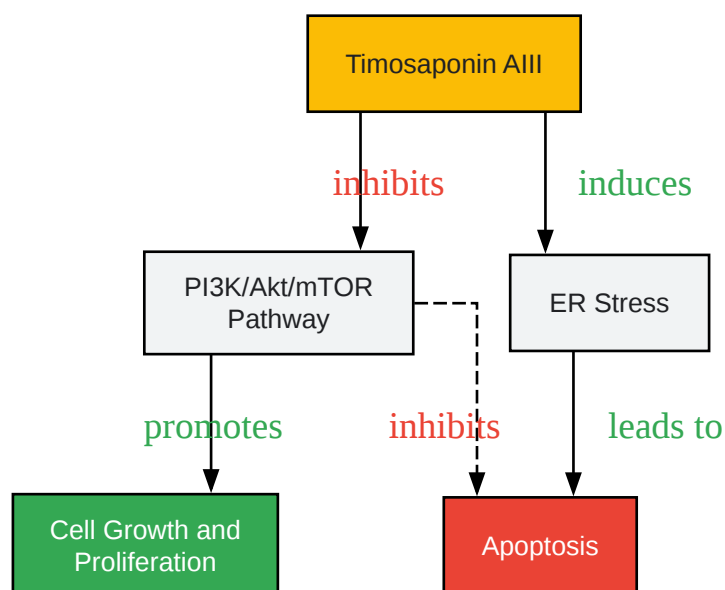 Timosaponin AIII
inhibits
induces
PI3K/Akt/mTOR
Pathway
ER Stress
promotes
inhibits
leads to
Cell Growth and
Proliferation
Apoptosis